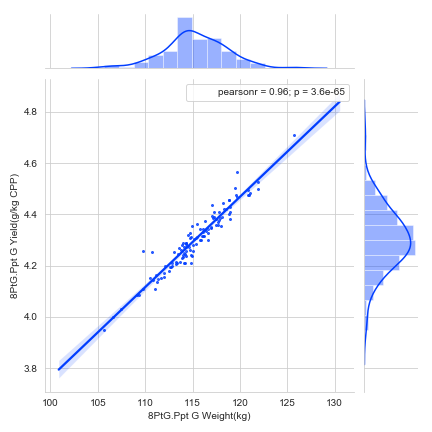 pearsonr = 0.96; p = 3.6e-65
4.8
4.6
4.4
4.2
4.0
3.8
8PtG.Ppt G Yield(g/kg CPP)
100 105 110 115 120 125 130
8PtG.Ppt G Weight(kg)